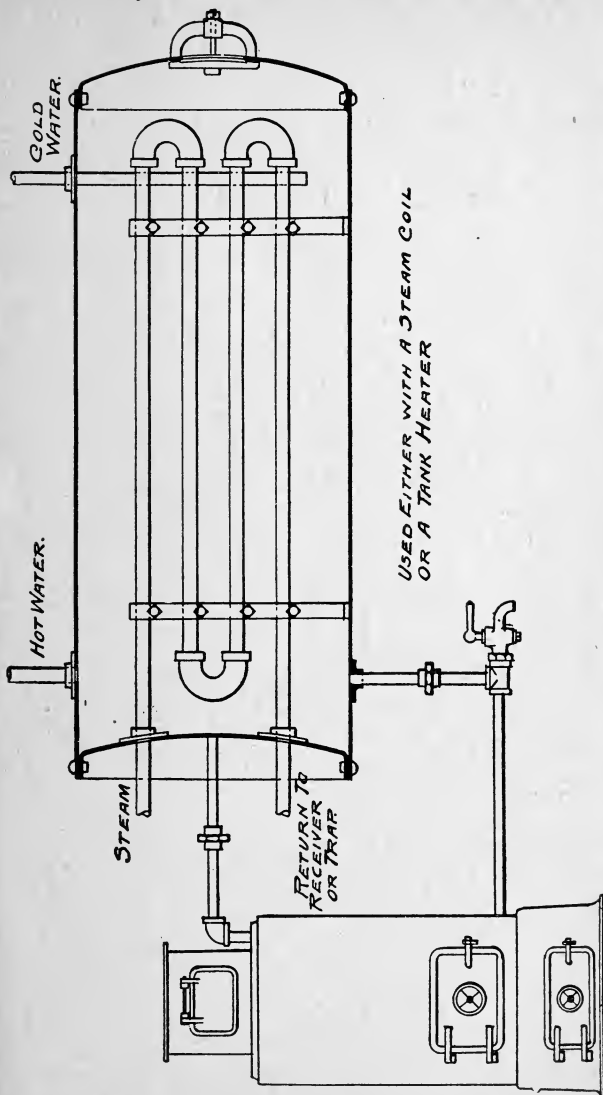 COLD
WATER.
HOT WATER.
STEAM
RETURN TO
RECEIVER
OR TRAP.
USED EITHER WITH A STEAM COIL
OR A TANK HEATER